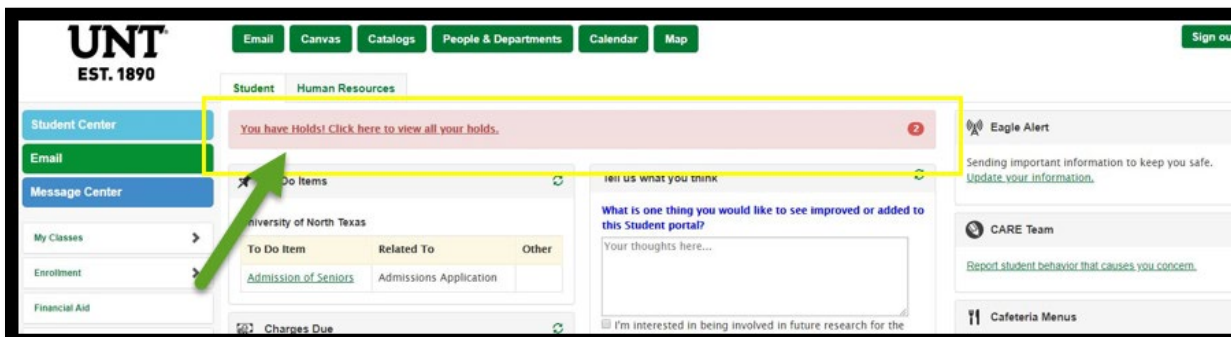 UNT
EST. 1890
Email Canvas Catalogs People & Departments Calendar Map
Student Human Resources
Student Center
Email
Message Center
My Classes
Enrollment
Financial Aid
You have Holds! Click here to view all your holds. 2
Do Items
University of North Texas
To Do Item Related To Other
Admission of Seniors Admissions Application
Charges Due
Tell us what you think
What is one thing you would like to see improved or added to
this Student portal?
Your thoughts here...
I'm interested in being involved in future research for the
Sign ou
Eagle Alert
Sending important information to keep you safe.
Update your information.
CARE Team
Report student behavior that causes you concern.
Cafeteria Menus